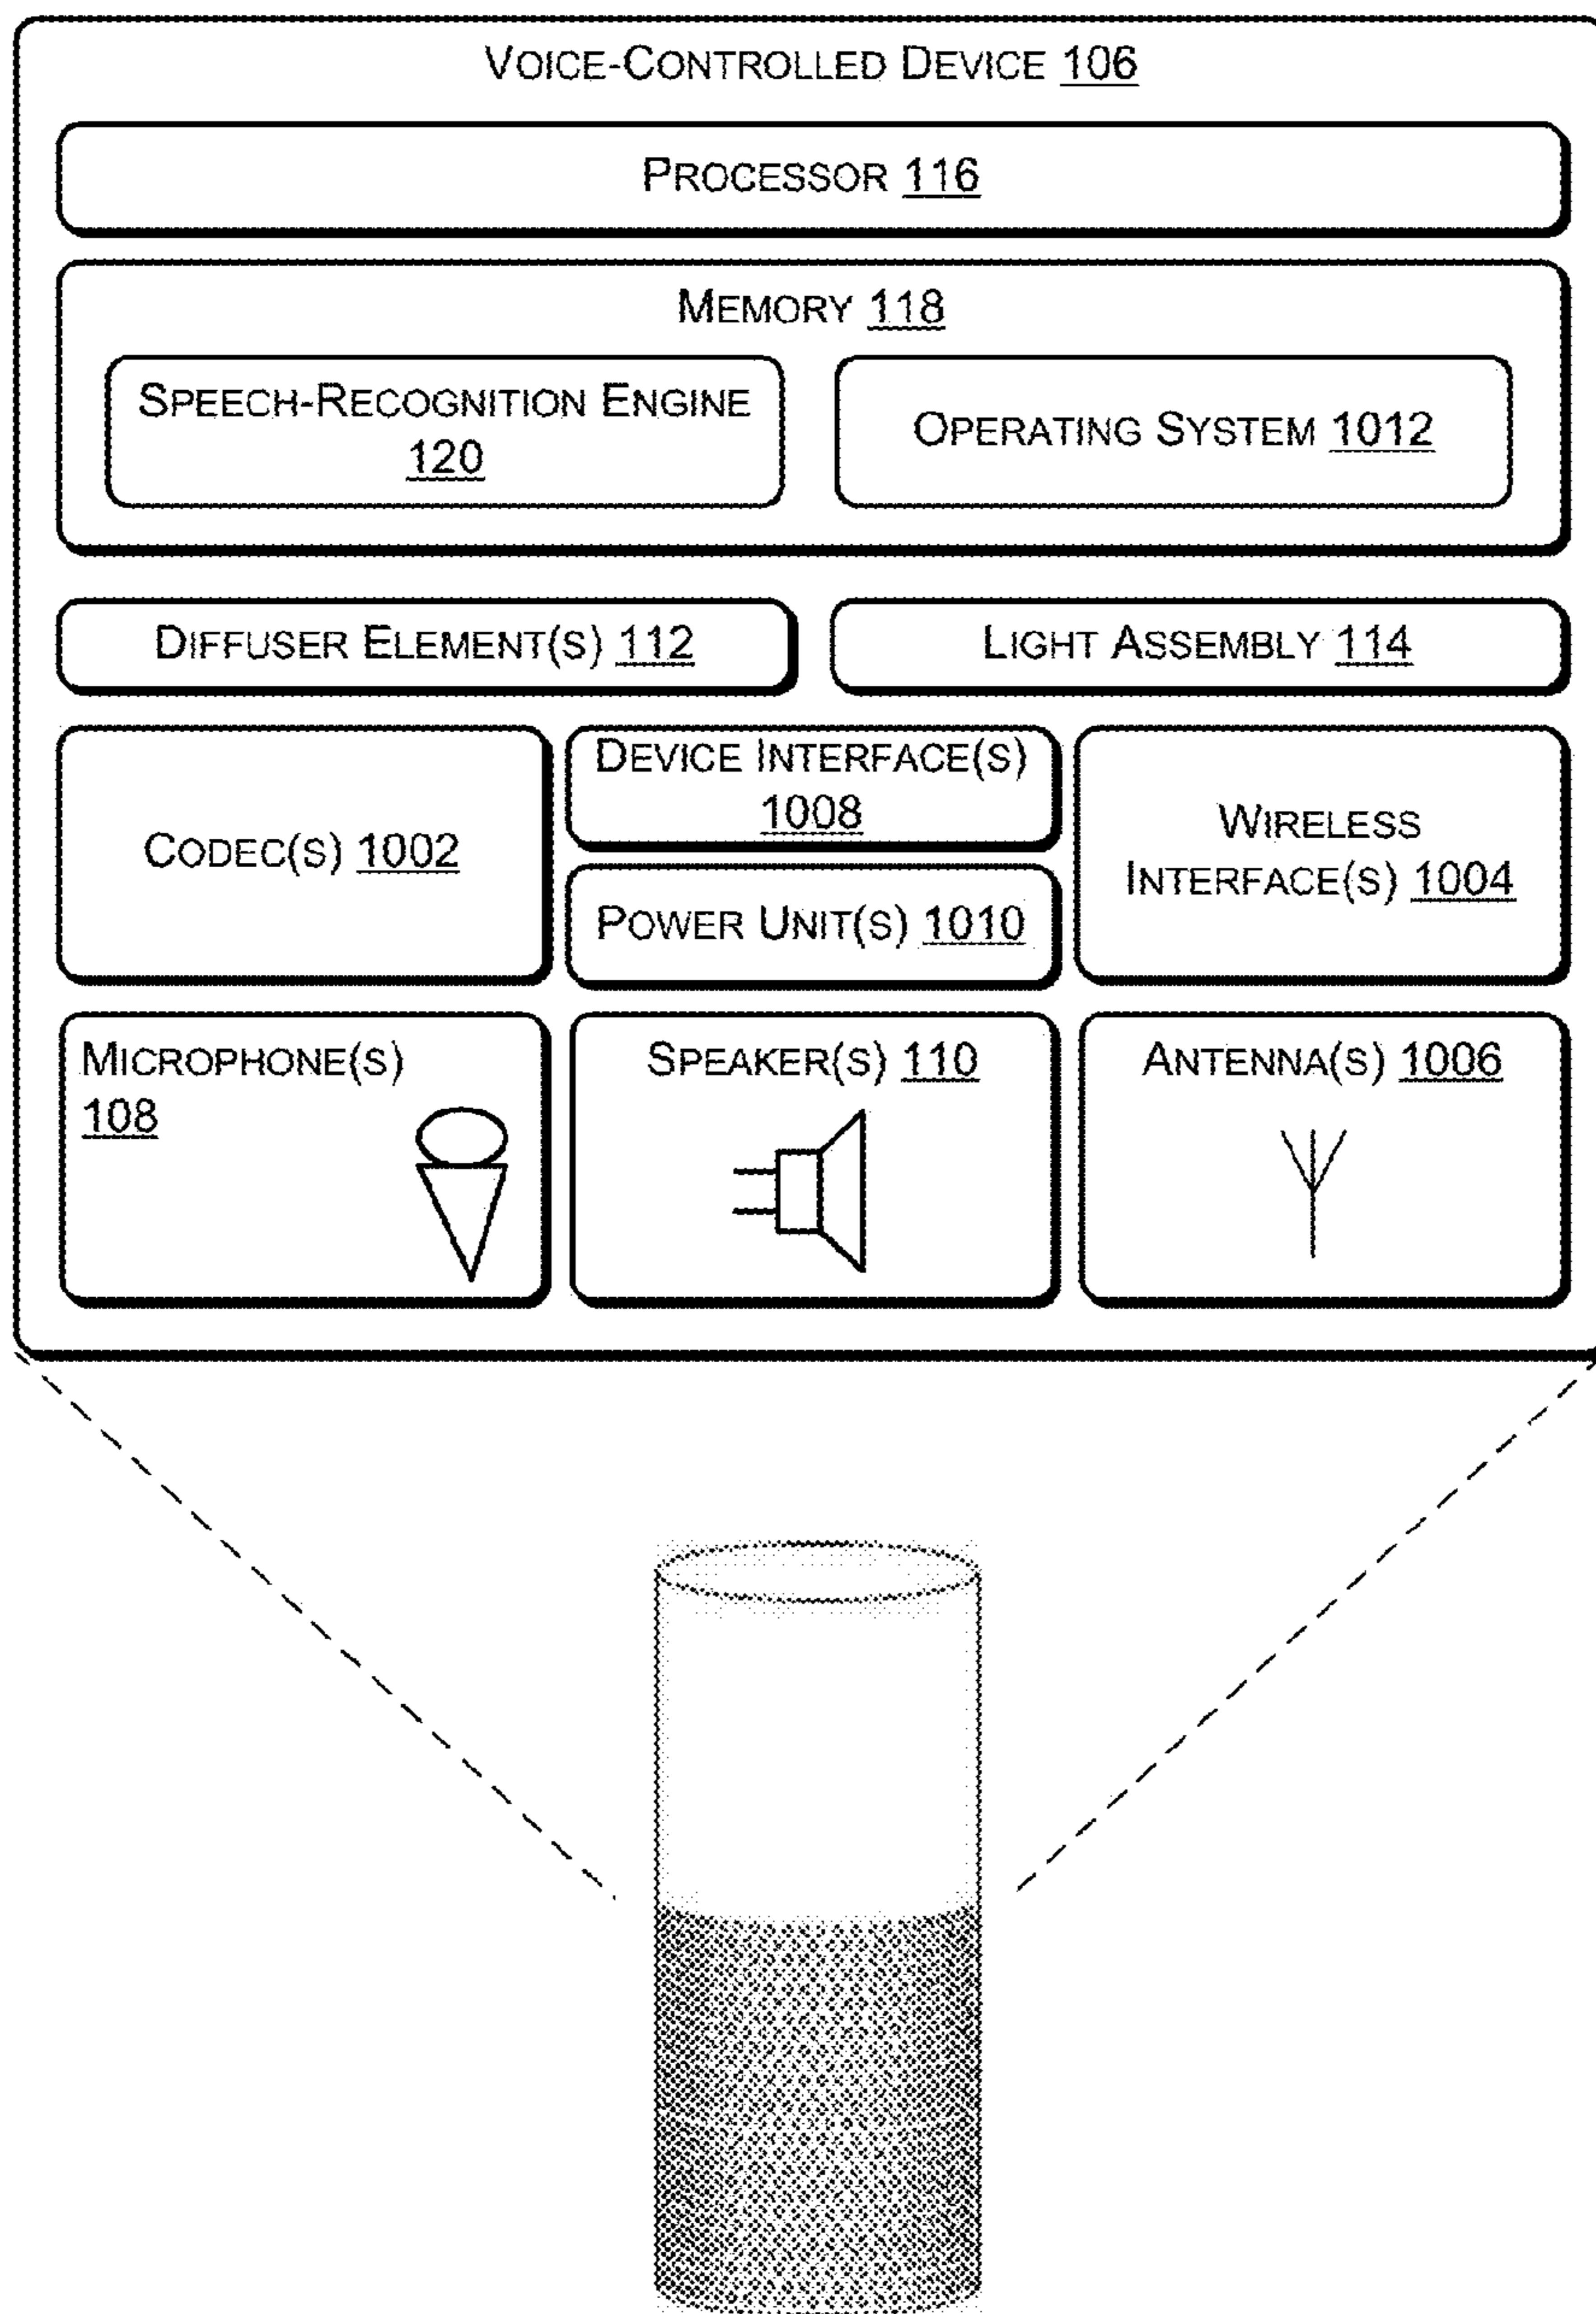 VOICE-CONTROLLED DEVICE 106
PROCESSOR 116
MEMORY 118
SPEECH-RECOGNITION ENGINE
120
OPERATING SYSTEM 1012
DIFFUSER ELEMENT(S) 112
LIGHT ASSEMBLY 114
CODEC(S) 1002
DEVICE INTERFACE(S)
1008
POWER UNIT(S) 1010
WIRELESS
INTERFACE(S) 1004
MICROPHONE(S)
108
SPEAKER(S) 110
ANTENNA(S) 1006